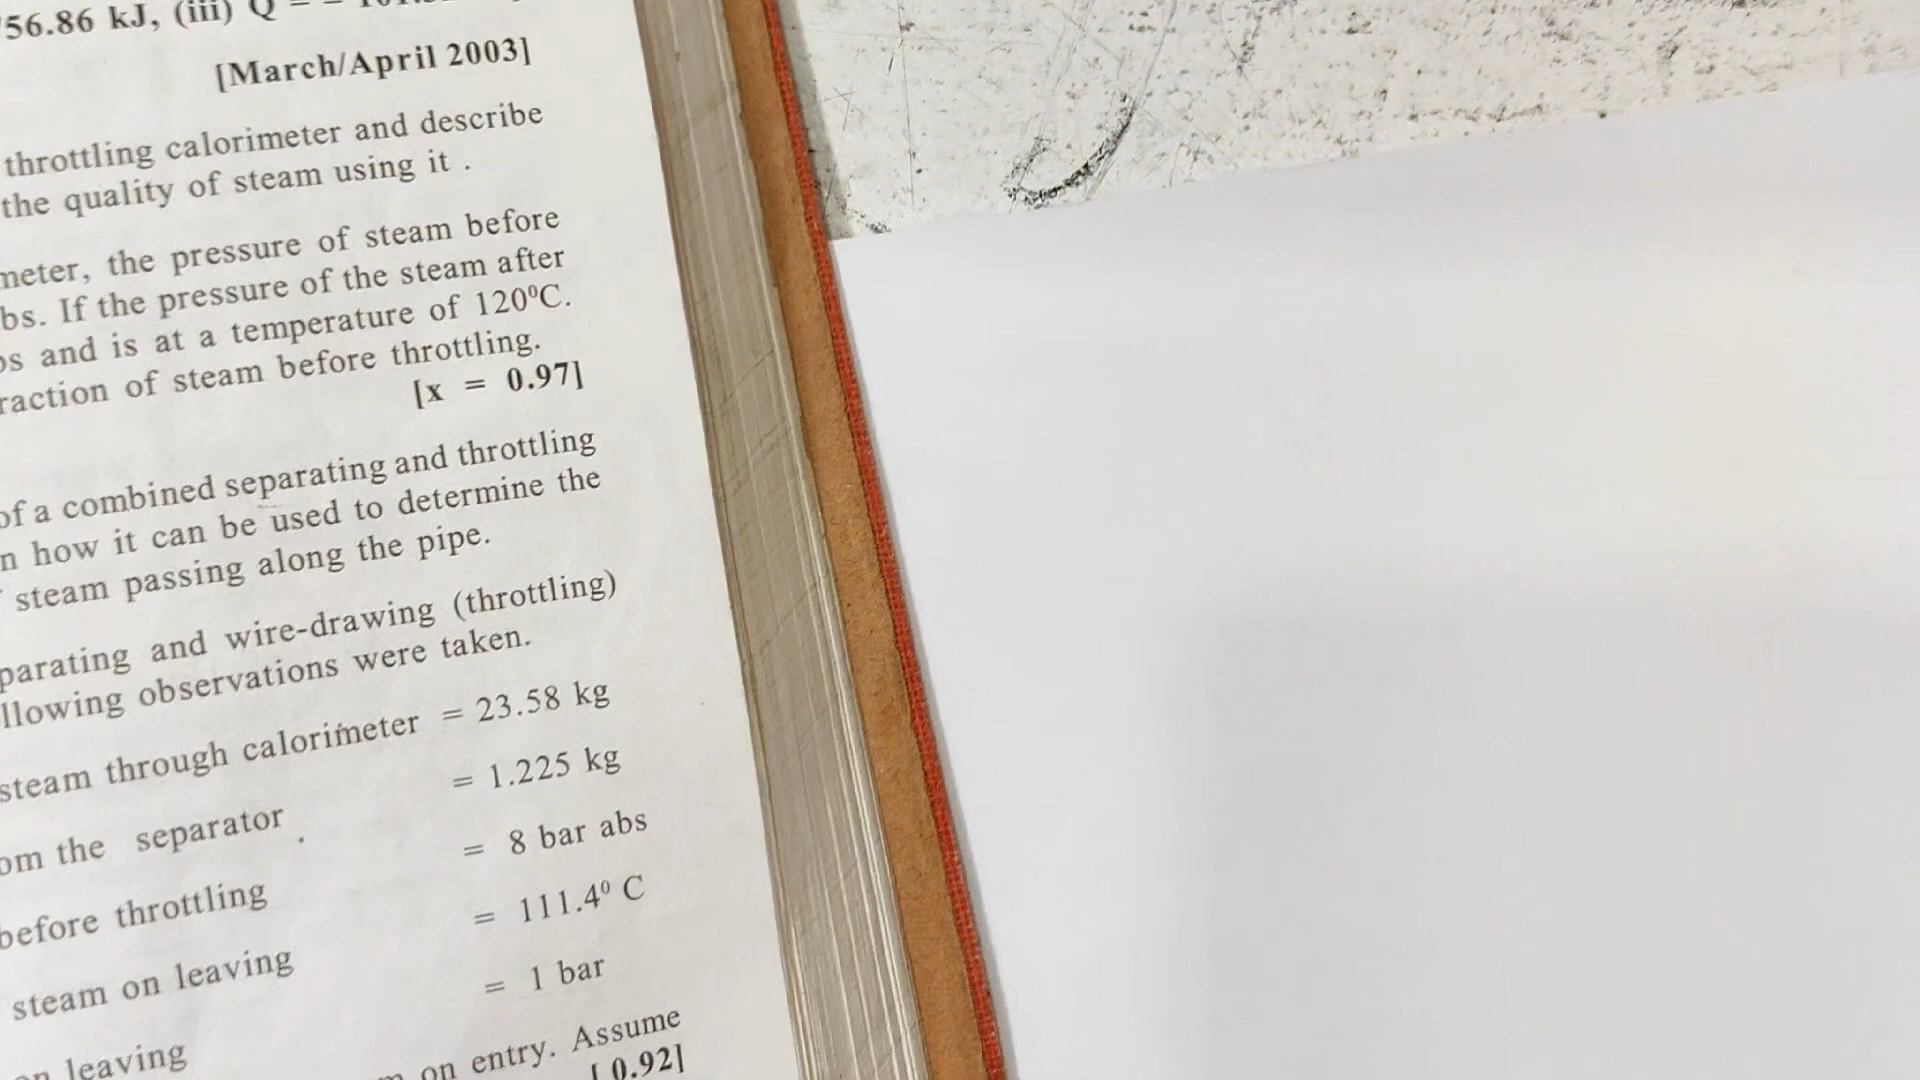 56.86 kJ, (iii) Q
[March/April 2003]
throttling calorimeter and describe
the quality of steam using it .
meter, the pressure of steam before
bs. If the pressure of the steam after
and is at a temperature of 120⁰C.
raction of steam before throttling.
[x = 0.97]
of a combined separating and throttling
n how it can be used to determine the
steam passing along the pipe.
parating and wire-drawing (throttling)
llowing observations were taken.
steam through calorimeter = 23.58 kg
= 1.225 kg
om the separator
= 8 bar abs
before throttling
= 111.4⁰ C
steam on leaving
= 1 bar
leaving
on entry. Assume
[ 0.92]